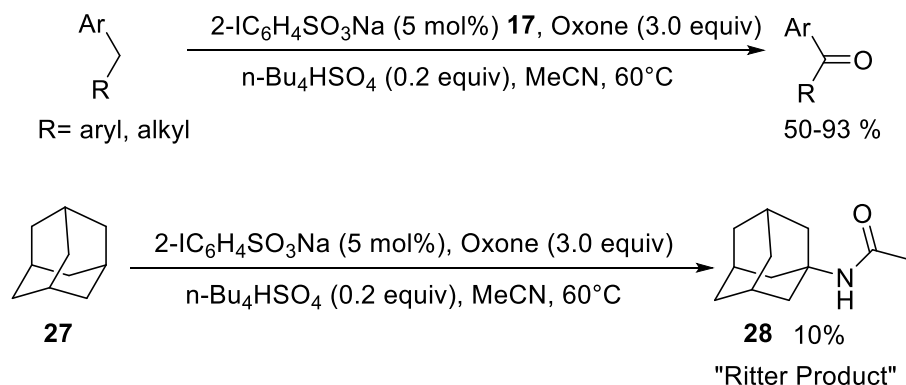 Ar
2-IC6H4SO3Na (5 mol%) 17, Oxone (3.0 equiv)
Ar
O
R
n-Bu4HSO4 (0.2 equiv), MeCN, 60°C
R
R= aryl, alkyl
50-93 %
2-IC6H4SO3Na (5 mol%), Oxone (3.0 equiv)
O
n-Bu4HSO4 (0.2 equiv), MeCN, 60°C
N
H
27
28 10%
"Ritter Product"